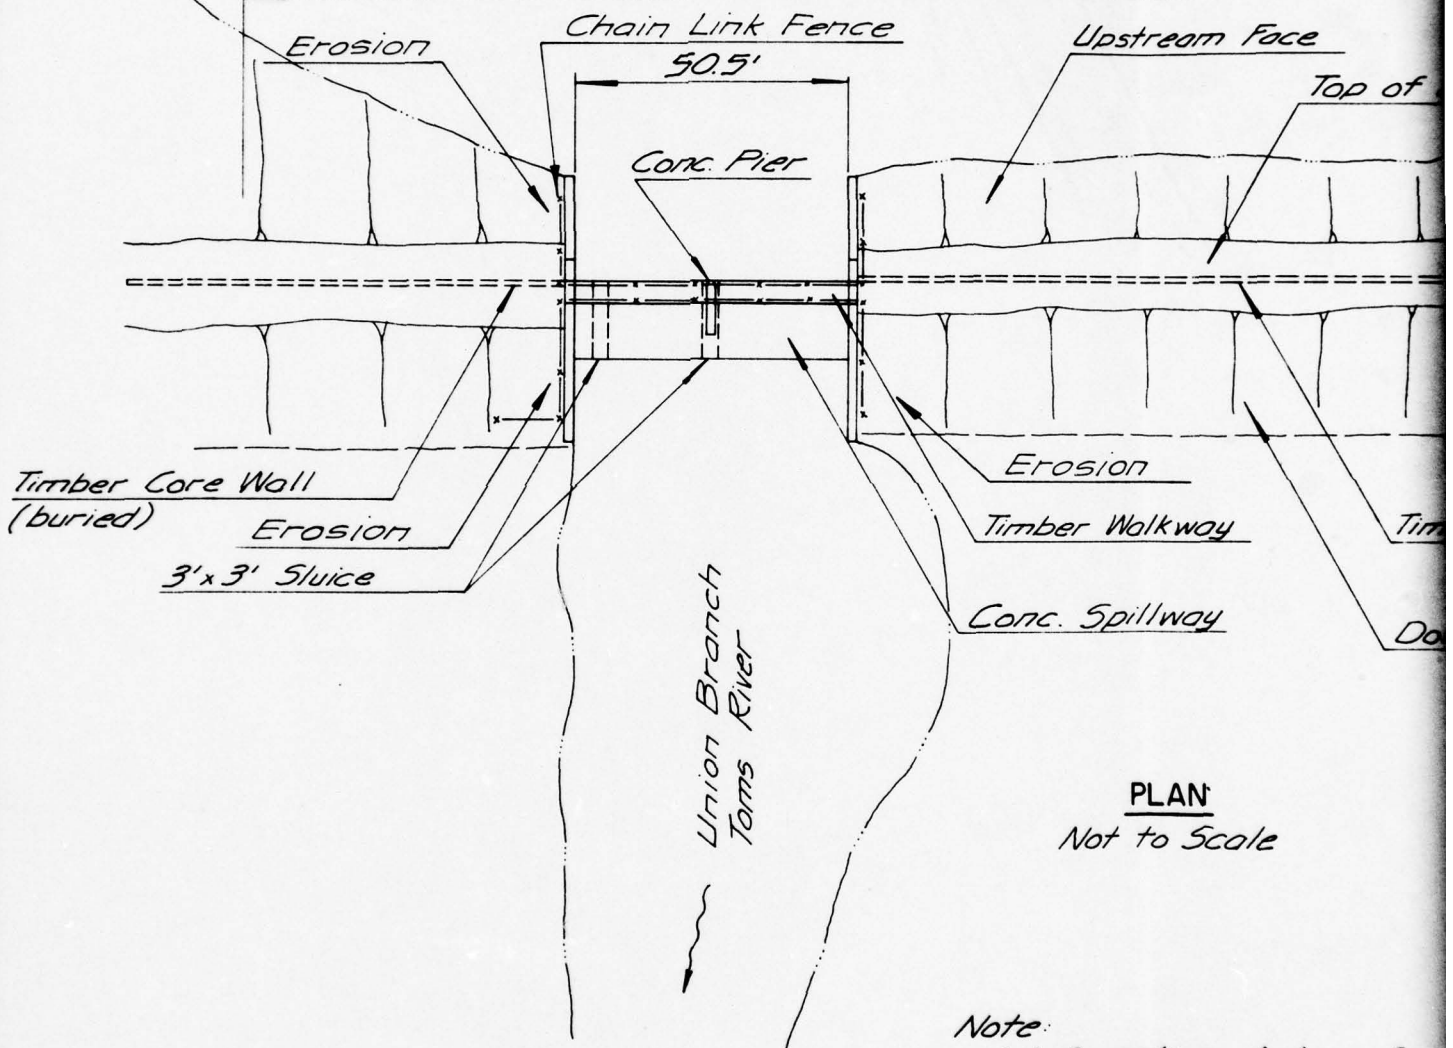 Chain Link Fence
Erosion
50.5'
Upstream Face
Top of
Conc. Pier
Timber Core Wall
(buried)
Erosion
3'x3' Sluice
Erosion
Timber Walkway
Conc. Spillway
Union Branch
Toms River
PLAN
Not to Scale
Note: